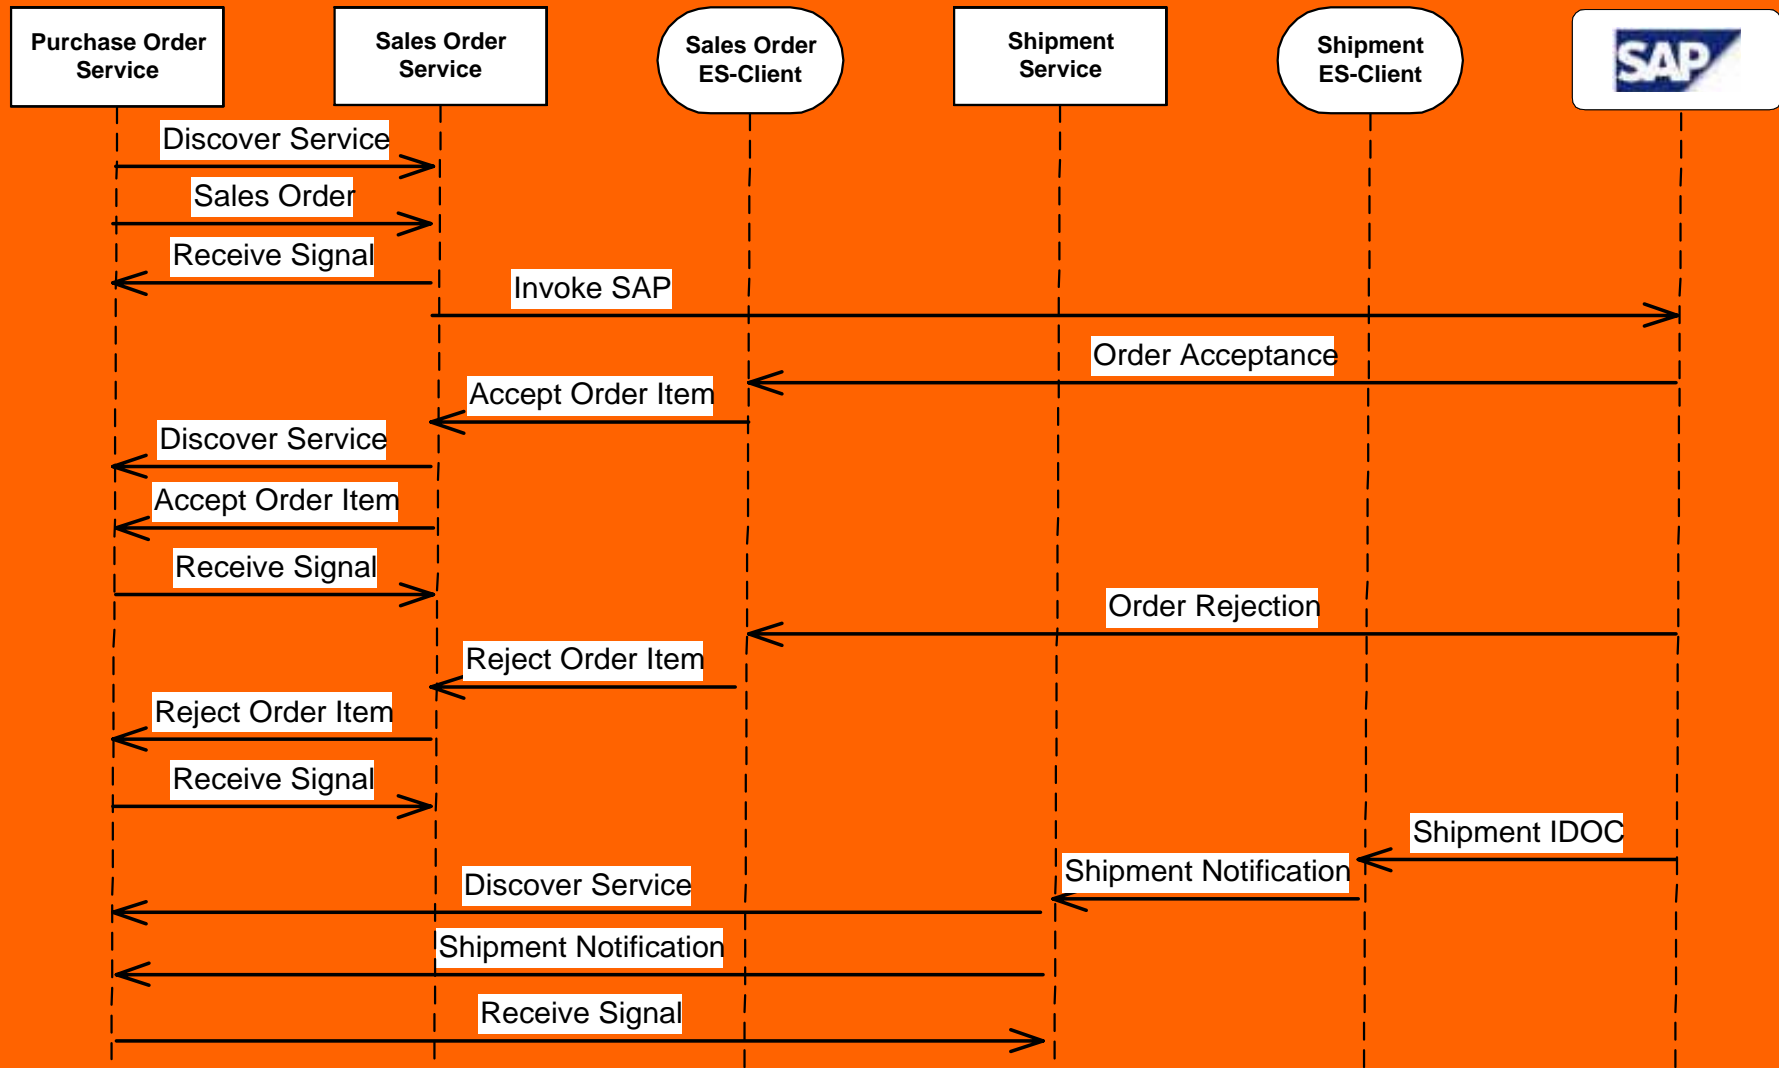 Purchase Order
Service
Sales Order
Service
Sales Order
ES-Client
Shipment
Service
Shipment
ES-Client
SAP
Discover Service
Sales Order
Receive Signal
Invoke SAP
Order Acceptance
Accept Order Item
Discover Service
Accept Order Item
Receive Signal
Order Rejection
Reject Order Item
Reject Order Item
Receive Signal
Shipment IDOC
Shipment Notification
Discover Service
Shipment Notification
Receive Signal